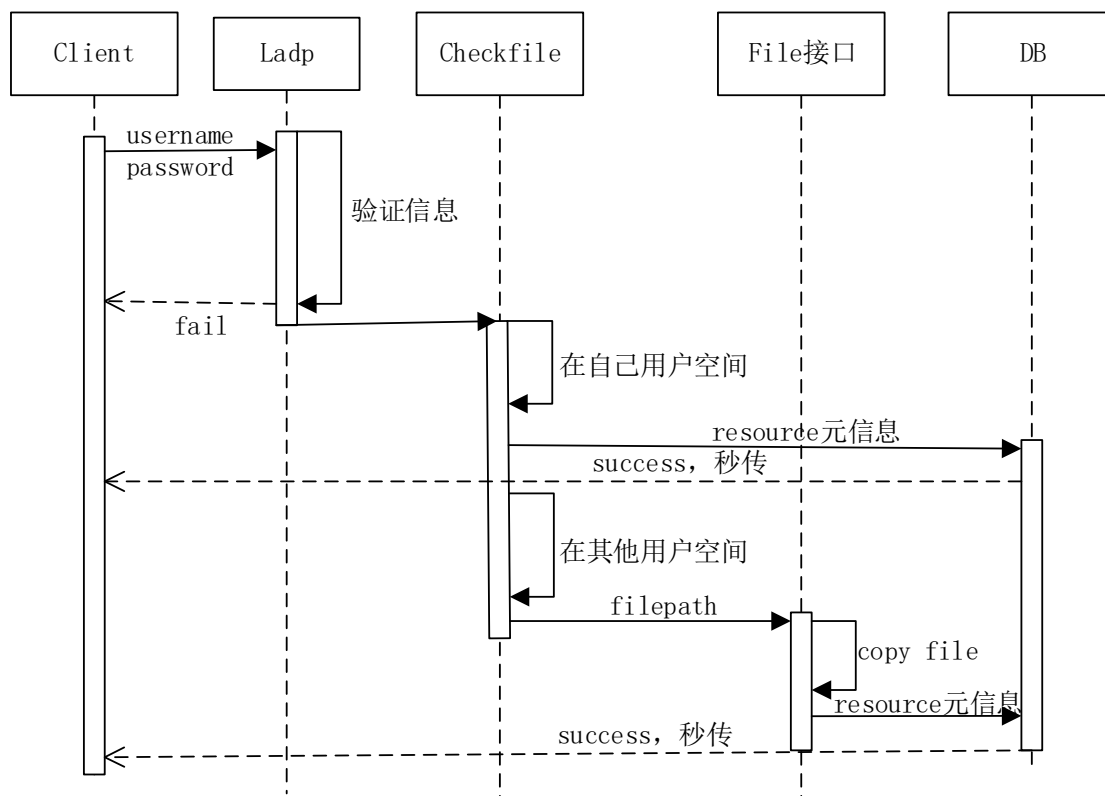 Client
Ladp
Checkfile
File接口
DB
username
password
验证信息
fail
在自己用户空间
resource元信息
success，秒传
在其他用户空间
filepath
copy file
resource元信息
success，秒传